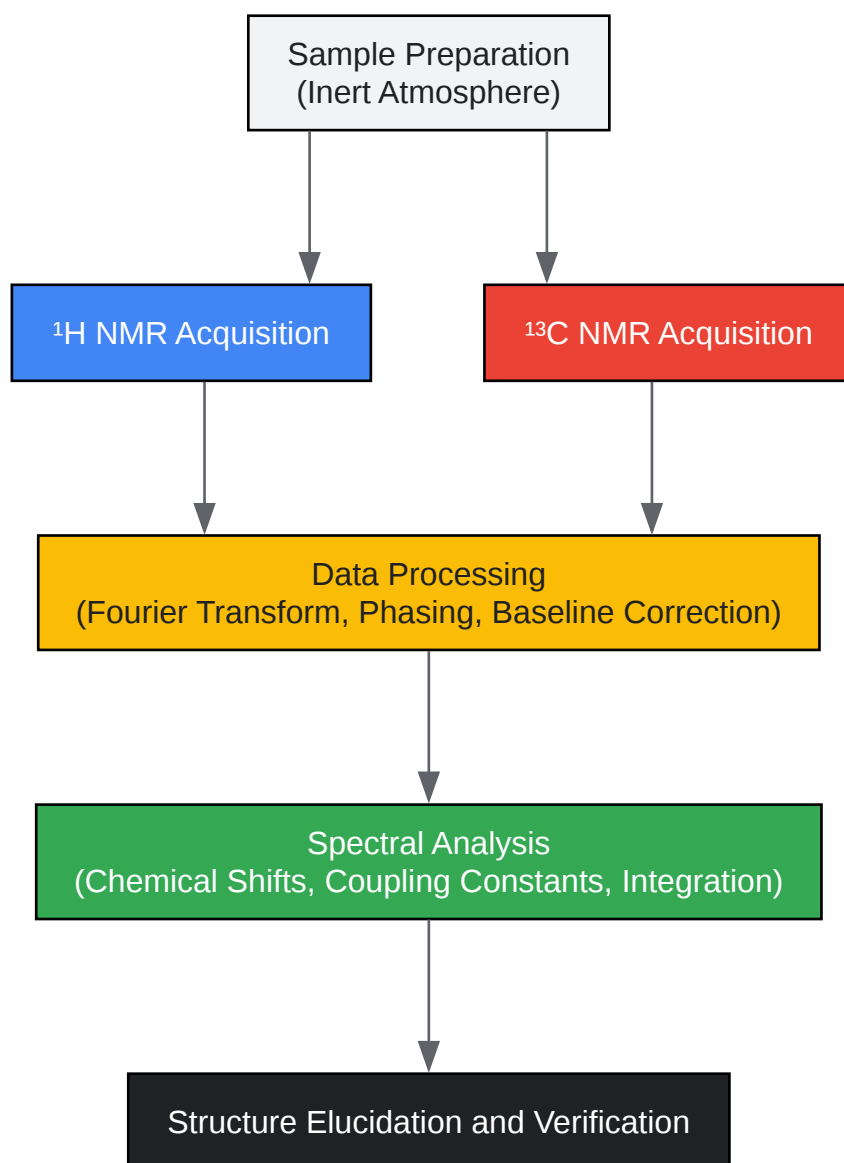 Sample Preparation
(Inert Atmosphere)
¹H NMR Acquisition
¹³C NMR Acquisition
Data Processing
(Fourier Transform, Phasing, Baseline Correction)
Spectral Analysis
(Chemical Shifts, Coupling Constants, Integration)
Structure Elucidation and Verification